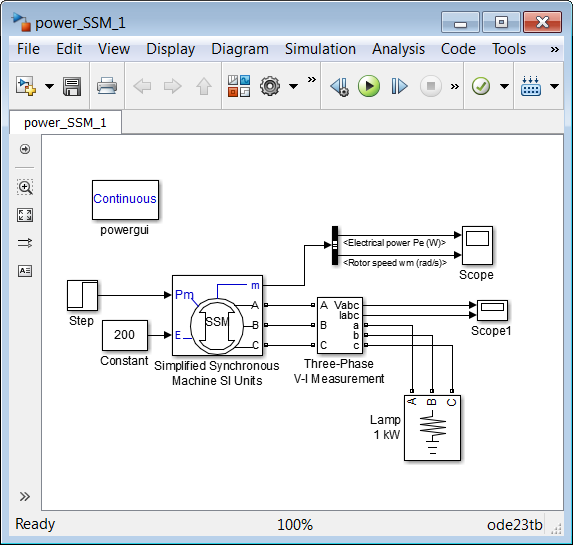 power_SSM_1
File Edit View Display Diagram Simulation Analysis Code Tools »
» »
power_SSM_1
Continuous
powergui
<Electrical power Pe (W)>
<Rotor speed wm (rad/s)>
Scope
Step
200
Constant
Pm
E
m
SSM
A
B
C
Simplified Synchronous
Machine SI Units
A
B
C
Vabc
Iabc
a
b
c
Three-Phase
V-I Measurement
Scope1
A B C
Lamp
1 kW
»
Ready 100% ode23tb